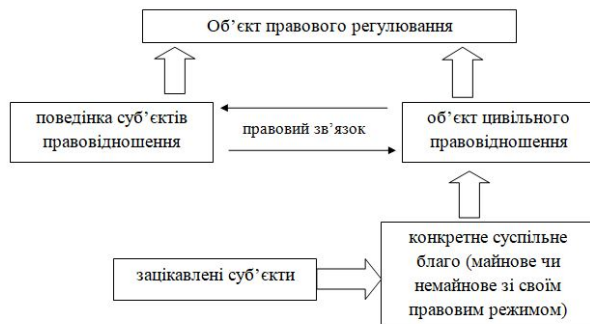 Об’єкт правового регулювання
поведінка суб’єктів
правовідношення
правовий зв’язок
об’єкт цивільного
правовідношення
зацікавлені суб’єкти
конкретне суспільне
благо (майнове чи
немайнове зі своїм
правовим режимом)